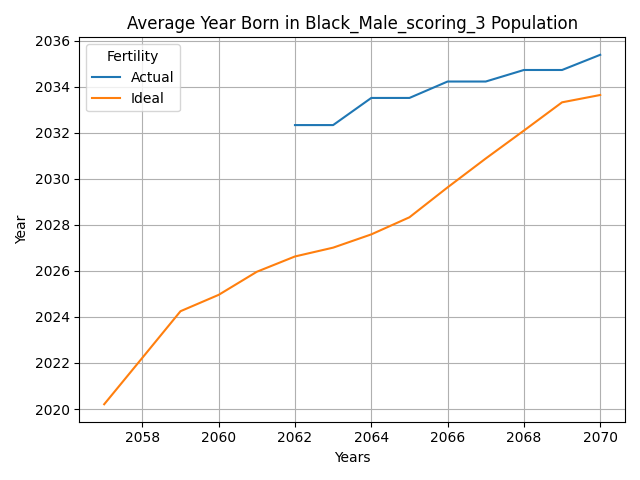 Average Year Born in Black_Male_scoring_3 Population
2036
2034
2032
2030
2028
2026
2024
2022
2020
Year
Fertility
Actual
Ideal
2058 2060 2062 2064 2066 2068 2070
Years